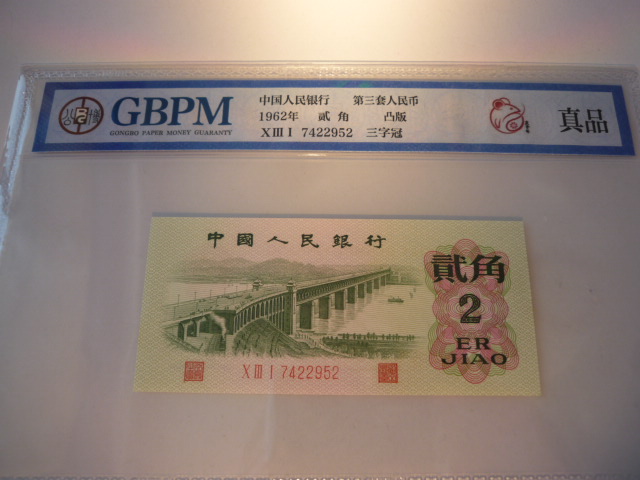 公博
GBPM
GONGBO PAPER MONEY GUARANTY
中国人民银行 第三套人民币
1962年 贰角 凸版
XIII I 7422952 三字冠
真品
中國人民銀行
貳角
2
ER
JIAO
XIII I 7422952